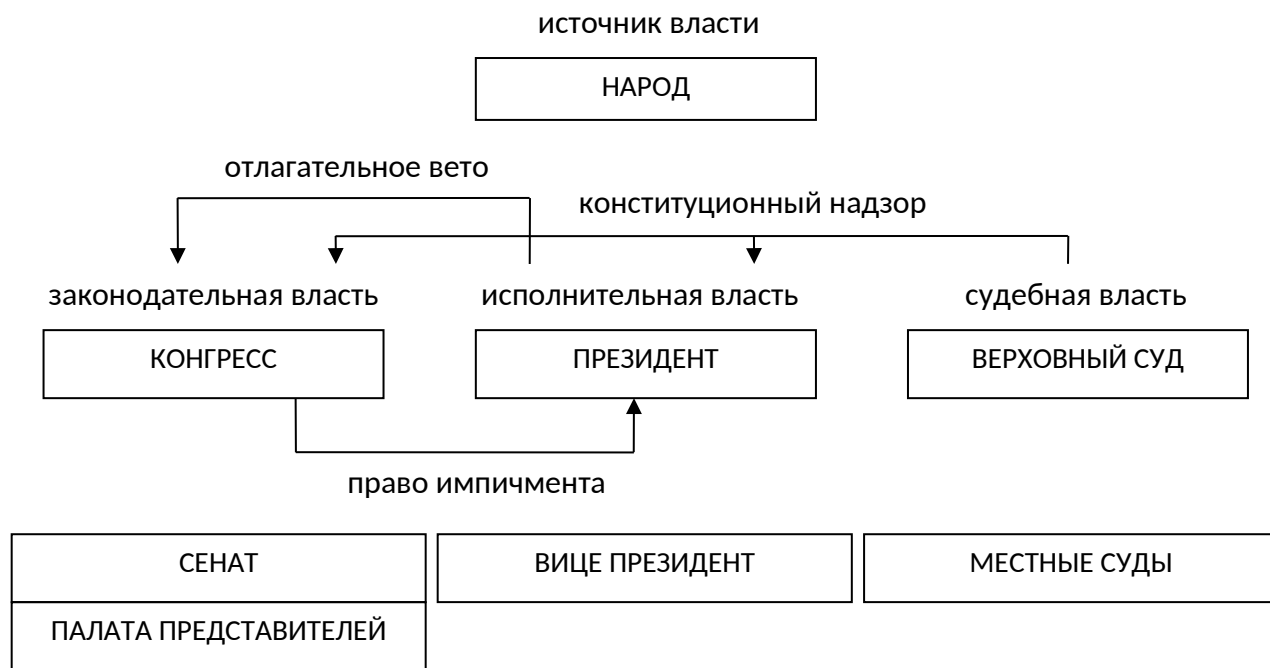 источник власти
НАРОД
отлагательное вето
конституционный надзор
законодательная власть
исполнительная власть
судебная власть
КОНГРЕСС
ПРЕЗИДЕНТ
ВЕРХОВНЫЙ СУД
право импичмента
СЕНАТ
ВИЦЕ ПРЕЗИДЕНТ
МЕСТНЫЕ СУДЫ
ПАЛАТА ПРЕДСТАВИТЕЛЕЙ